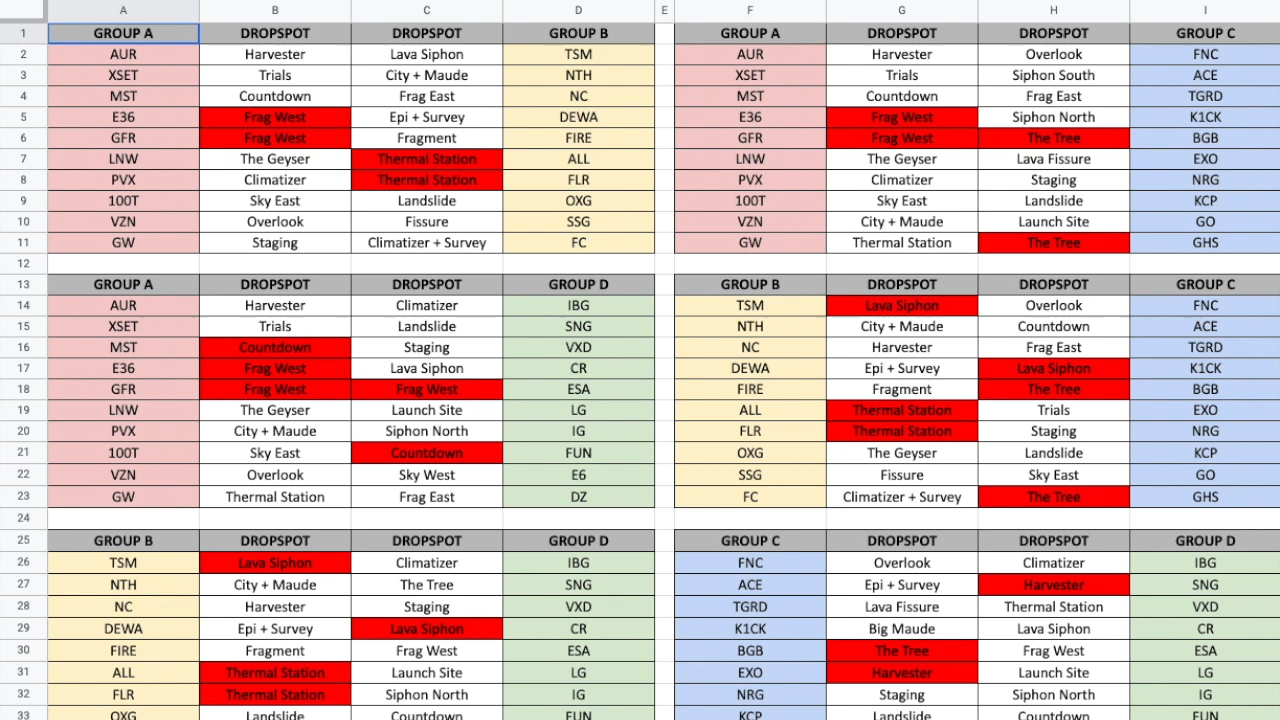 A B C D E F G H I
1 GROUP A DROPSPOT DROPSPOT GROUP B GROUP A DROPSPOT DROPSPOT GROUP C
2 AUR Harvester Lava Siphon TSM AUR Harvester Overlook FNC
3 XSET Trials City + Maude NTH XSET Trials Siphon South ACE
4 MST Countdown Frag East NC MST Countdown Frag East TGRD
5 E36 Frag West Epi + Survey DEWA E36 Frag West Siphon North K1CK
6 GFR Frag West Fragment FIRE GFR Frag West The Tree BGB
7 LNW The Geyser Thermal Station ALL LNW The Geyser Lava Fissure EXO
8 PVX Climatizer Thermal Station FLR PVX Climatizer Staging NRG
9 100T Sky East Landslide OXG 100T Sky East Landslide KCP
10 VZN Overlook Fissure SSG VZN City + Maude Launch Site GO
11 GW Staging Climatizer + Survey FC GW Thermal Station The Tree GHS
12
13 GROUP A DROPSPOT DROPSPOT GROUP D GROUP B DROPSPOT DROPSPOT GROUP C
14 AUR Harvester Climatizer IBG TSM Lava Siphon Overlook FNC
15 XSET Trials Landslide SNG NTH City + Maude Countdown ACE
16 MST Countdown Staging VXD NC Harvester Frag East TGRD
17 E36 Frag West Lava Siphon CR DEWA Epi + Survey Lava Siphon K1CK
18 GFR Frag West Frag West ESA FIRE Fragment The Tree BGB
19 LNW The Geyser Launch Site LG ALL Thermal Station Trials EXO
20 PVX City + Maude Siphon North IG FLR Thermal Station Staging NRG
21 100T Sky East Countdown FUN OXG The Geyser Landslide KCP
22 VZN Overlook Sky West E6 SSG Fissure Sky East GO
23 GW Thermal Station Frag East DZ FC Climatizer + Survey The Tree GHS
24
25 GROUP B DROPSPOT DROPSPOT GROUP D GROUP C DROPSPOT DROPSPOT GROUP D
26 TSM Lava Siphon Climatizer IBG FNC Overlook Climatizer IBG
27 NTH City + Maude The Tree SNG ACE Epi + Survey Harvester SNG
28 NC Harvester Staging VXD TGRD Lava Fissure Thermal Station VXD
29 DEWA Epi + Survey Lava Siphon CR K1CK Big Maude Lava Siphon CR
30 FIRE Fragment Frag West ESA BGB The Tree Frag West ESA
31 ALL Thermal Station Launch Site LG EXO Harvester Launch Site LG
32 FLR Thermal Station Siphon North IG NRG Staging Siphon North IG
33 OXG Landslide Countdown FUN KCP Landslide Countdown FUN